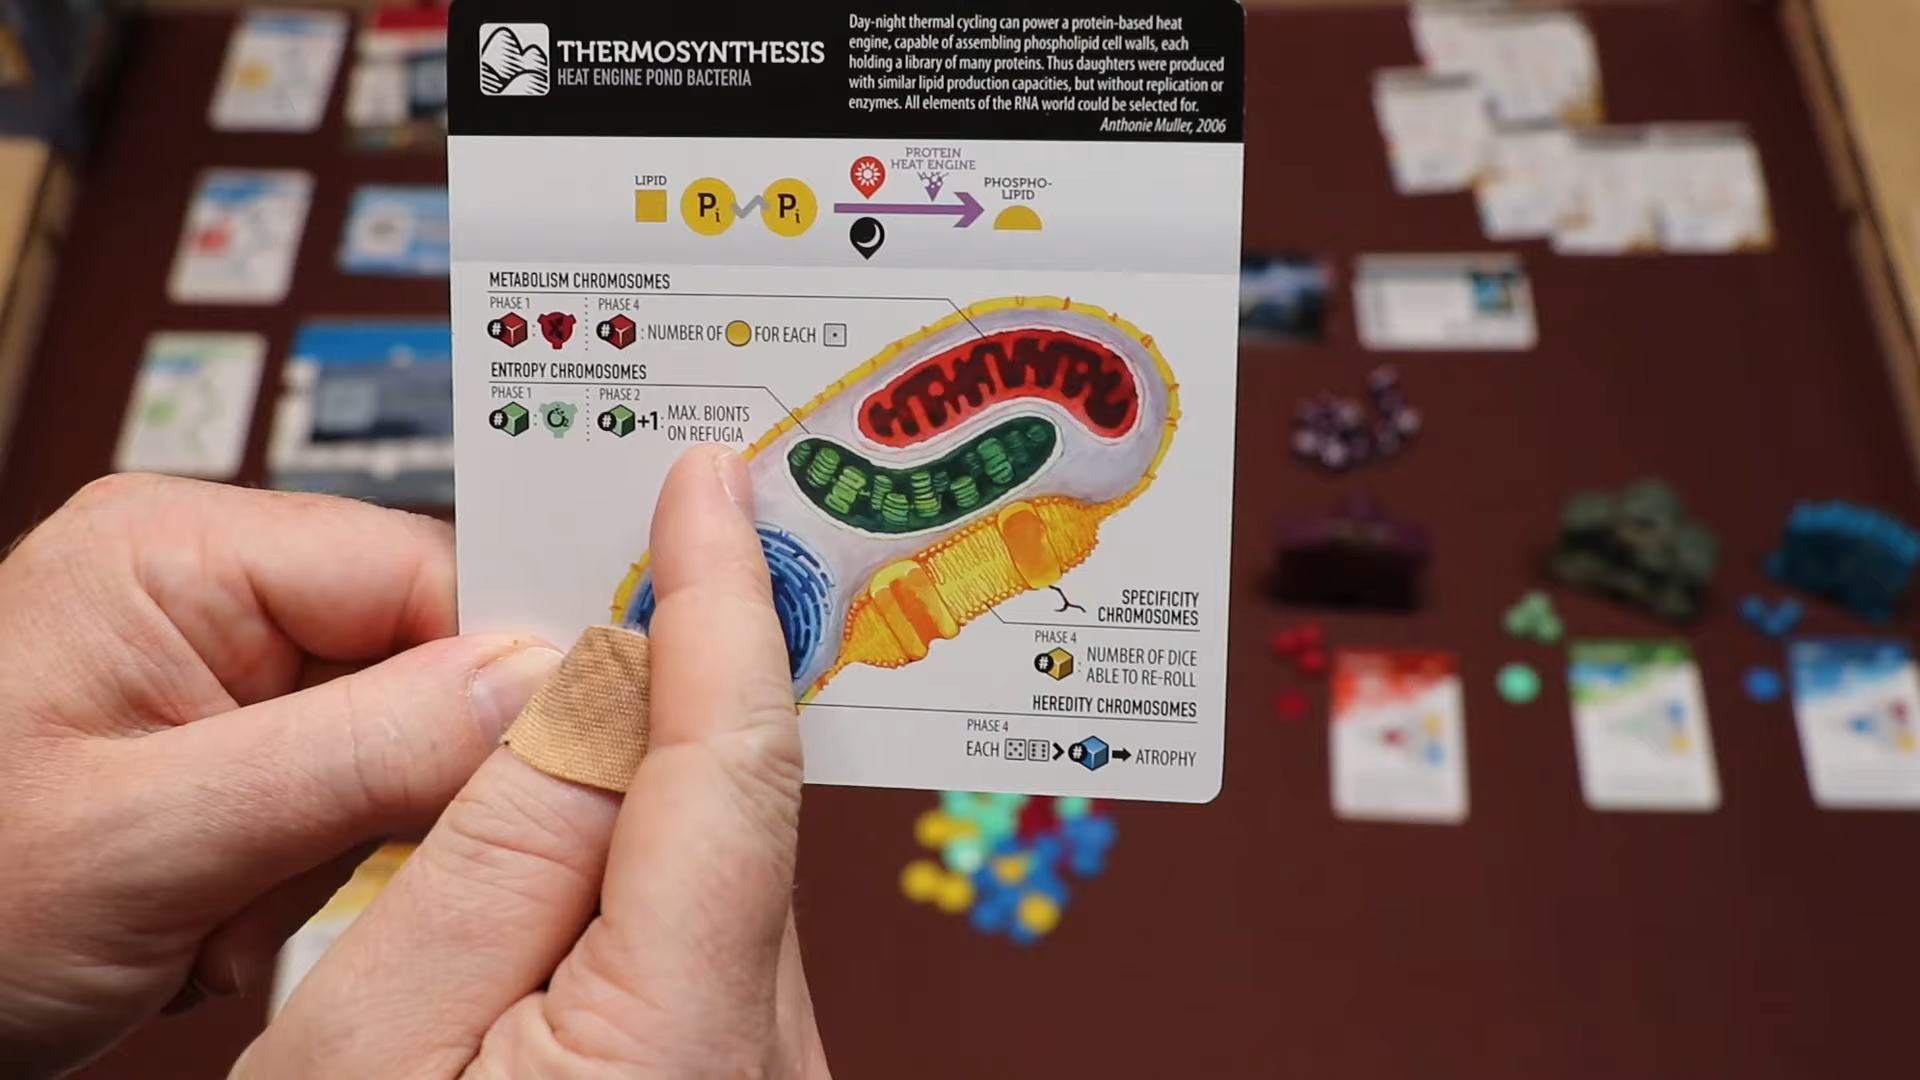 THERMOSYNTHESIS
HEAT ENGINE POND BACTERIA
Day-night thermal cycling can power a protein-based heat
engine, capable of assembling phospholipid cell walls, each
holding a library of many proteins. Thus daughters were produced
with similar lipid production capacities, but without replication or
enzymes. All elements of the RNA world could be selected for.
Anthonie Muller, 2006
LIPID
Pi
Pi
PROTEIN
HEAT ENGINE
PHOSPHO-
LIPID
METABOLISM CHROMOSOMES
PHASE 1
#
:
PHASE 4
# : NUMBER OF FOR EACH
ENTROPY CHROMOSOMES
PHASE 1
# : O2
PHASE 2
# +1: MAX. BIONTS
ON REFUGIA
SPECIFICITY
CHROMOSOMES
PHASE 4
# : NUMBER OF DICE
ABLE TO RE-ROLL
HEREDITY CHROMOSOMES
PHASE 4
EACH > # ATROPHY